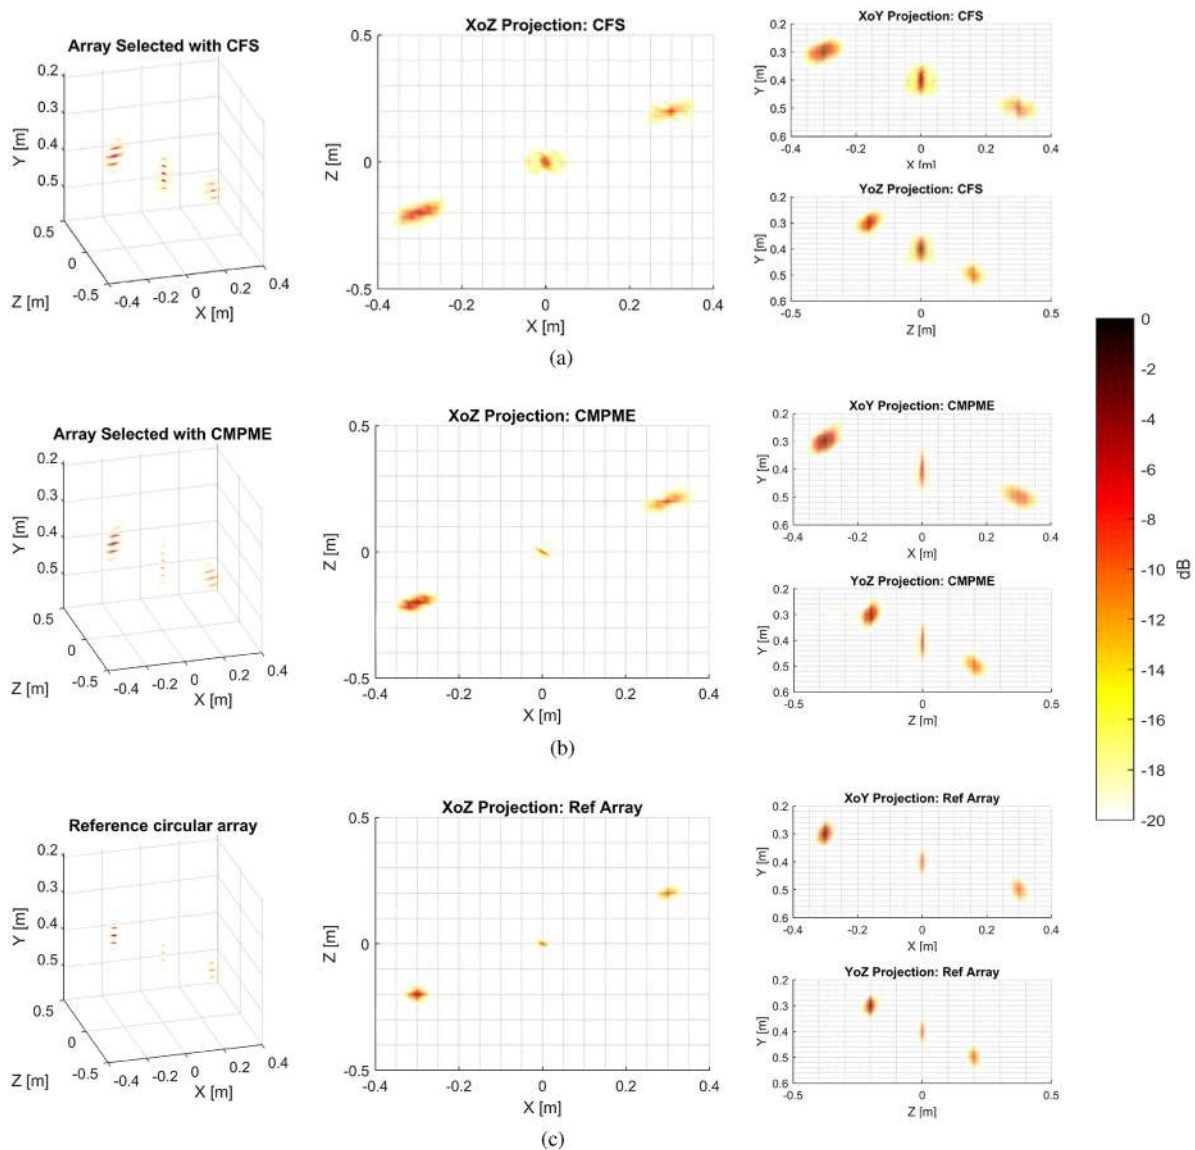 Array Selected with CFS
0.2
0.3
0.4
0.5
Y [m]
0.5
0
-0.5
Z [m]
-0.4 -0.2 0 0.2 0.4
X [m]
XoZ Projection: CFS
0.5
0
-0.5
Z [m]
-0.4 -0.2 0 0.2 0.4
X [m]
XoY Projection: CFS
0.2
0.3
0.4
0.5
0.6
Y [m]
-0.4 -0.2 0 0.2 0.4
X [m]
YoZ Projection: CFS
0.2
0.3
0.4
0.5
0.6
Y [m]
-0.5 0 0.5
Z [m]
(a)
Array Selected with CMPME
0.2
0.3
0.4
0.5
Y [m]
0.5
0
-0.5
Z [m]
-0.4 -0.2 0 0.2 0.4
X [m]
XoZ Projection: CMPME
0.5
0
-0.5
Z [m]
-0.4 -0.2 0 0.2 0.4
X [m]
XoY Projection: CMPME
0.2
0.3
0.4
0.5
0.6
Y [m]
-0.4 -0.2 0 0.2 0.4
X [m]
YoZ Projection: CMPME
0.2
0.3
0.4
0.5
0.6
Y [m]
-0.5 0 0.5
Z [m]
(b)
Reference circular array
0.2
0.3
0.4
0.5
Y [m]
0.5
0
-0.5
Z [m]
-0.4 -0.2 0 0.2 0.4
X [m]
XoZ Projection: Ref Array
0.5
0
-0.5
Z [m]
-0.4 -0.2 0 0.2 0.4
X [m]
XoY Projection: Ref Array
0.2
0.3
0.4
0.5
0.6
Y [m]
-0.4 -0.2 0 0.2 0.4
X [m]
YoZ Projection: Ref Array
0.2
0.3
0.4
0.5
0.6
Y [m]
-0.5 0 0.5
Z [m]
(c)
0
-2
-4
-6
-8
-10
-12
-14
-16
-18
-20
dB